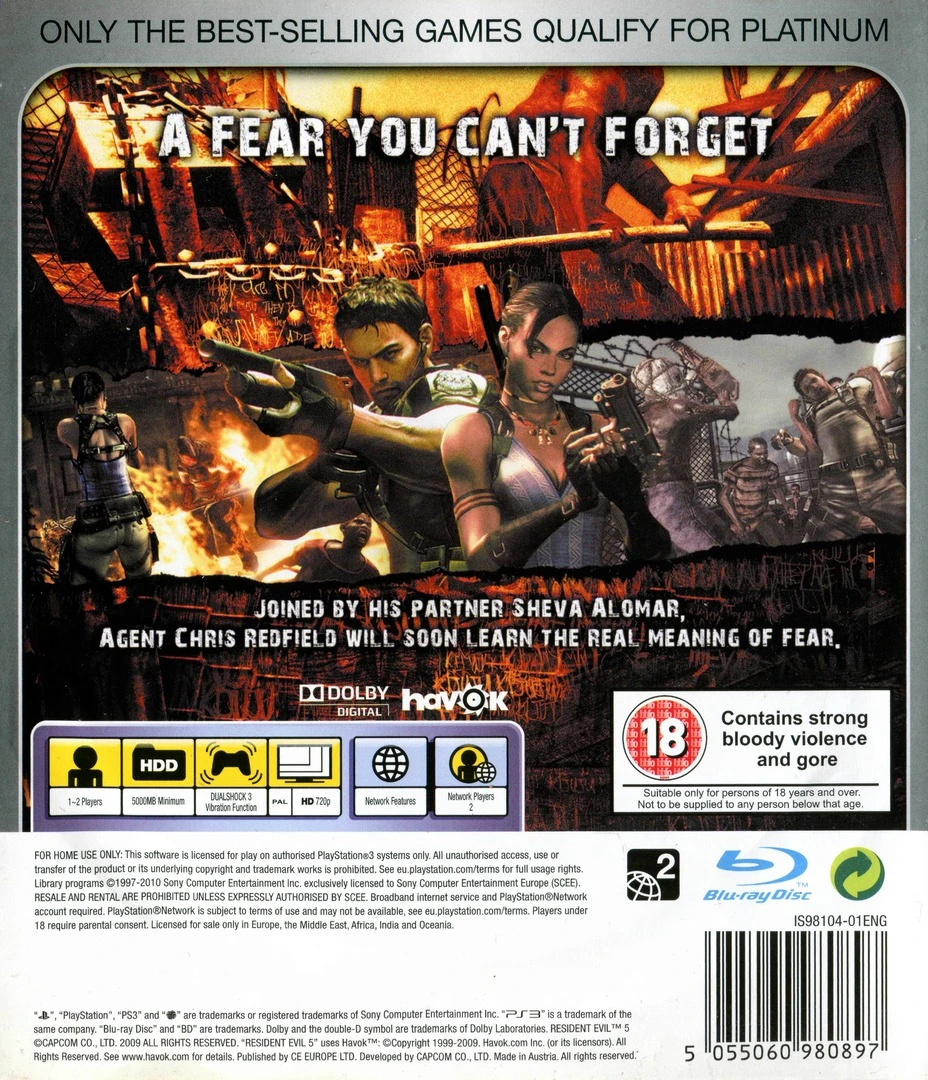 ONLY THE BEST-SELLING GAMES QUALIFY FOR PLATINUM
A FEAR YOU CAN'T FORGET
JOINED BY HIS PARTNER SHEVA ALOMAR,
AGENT CHRIS REDFIELD WILL SOON LEARN THE REAL MEANING OF FEAR.
DOLBY
DIGITAL
havok
HDD
1~2 Players
5000MB Minimum
DUALSHOCK 3
Vibration Function
PAL
HD 720p
Network Features
Network Players
2
18
Contains strong
bloody violence
and gore
Suitable only for persons of 18 years and over.
Not to be supplied to any person below that age.
FOR HOME USE ONLY: This software is licensed for play on authorised PlayStation®3 systems only. All unauthorised access, use or
transfer of the product or its underlying copyright and trademark works is prohibited. See eu.playstation.com/terms for full usage rights.
Library programs ©1997-2010 Sony Computer Entertainment Inc. exclusively licensed to Sony Computer Entertainment Europe (SCEE).
RESALE AND RENTAL ARE PROHIBITED UNLESS EXPRESSLY AUTHORISED BY SCEE. Broadband internet service and PlayStation®Network
account required. PlayStation®Network is subject to terms of use and may not be available, see eu.playstation.com/terms. Players under
18 require parental consent. Licensed for sale only in Europe, the Middle East, Africa, India and Oceania.
2
Blu-ray Disc™
IS98104-01ENG
" ", "PlayStation", "PS3" and " " are trademarks or registered trademarks of Sony Computer Entertainment Inc. "PS3" is a trademark of the
same company. "Blu-ray Disc" and "BD" are trademarks. Dolby and the double-D symbol are trademarks of Dolby Laboratories. RESIDENT EVIL™ 5
©CAPCOM CO., LTD. 2009 ALL RIGHTS RESERVED. "RESIDENT EVIL 5" uses Havok™: ©Copyright 1999-2009. Havok.com Inc. (or its licensors). All
Rights Reserved. See www.havok.com for details. Published by CE EUROPE LTD. Developed by CAPCOM CO., LTD. Made in Austria. All rights reserved.
5 055060 980897